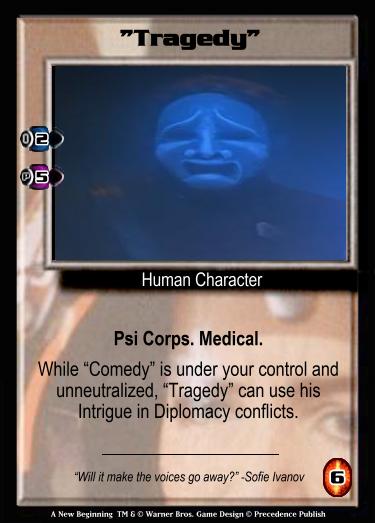 "Tragedy"
I 2
P 5
Human Character
Psi Corps. Medical.
While “Comedy” is under your control and
unneutralized, “Tragedy” can use his
Intrigue in Diplomacy conflicts.
“Will it make the voices go away?” -Sofie Ivanov
6
A New Beginning TM & © Warner Bros. Game Design © Precedence Publish